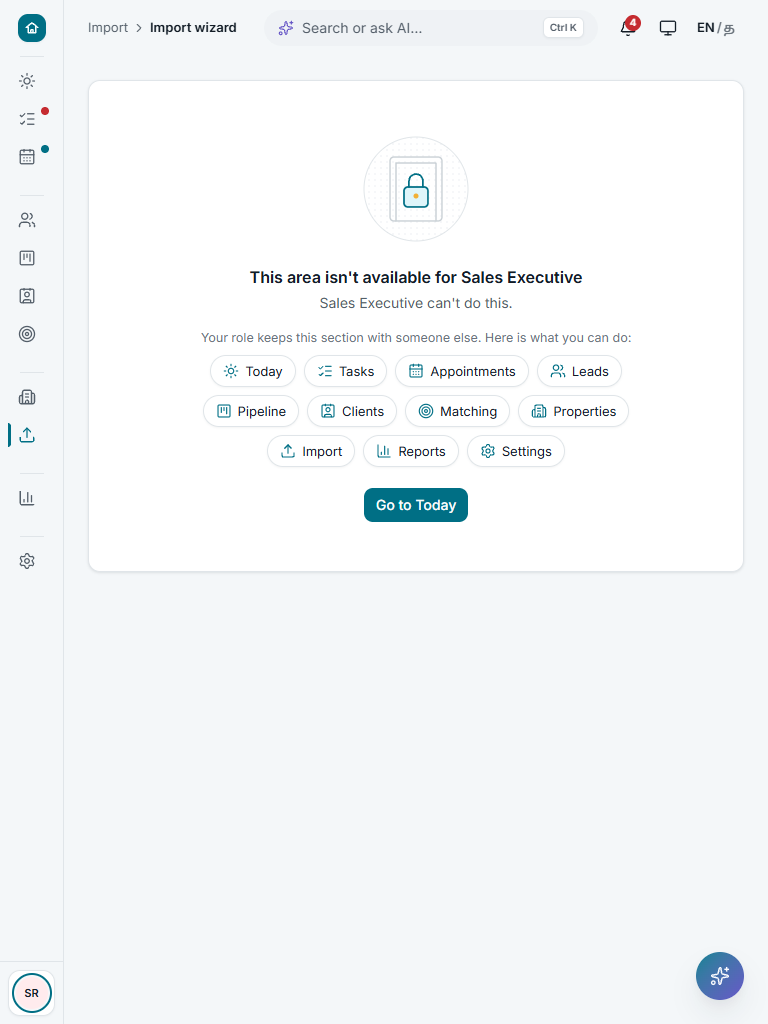 Import > Import wizard
Search or ask AI...
Ctrl K
4
EN / த
This area isn't available for Sales Executive
Sales Executive can't do this.
Your role keeps this section with someone else. Here is what you can do:
Today Tasks Appointments Leads
Pipeline Clients Matching Properties
Import Reports Settings
Go to Today
SR